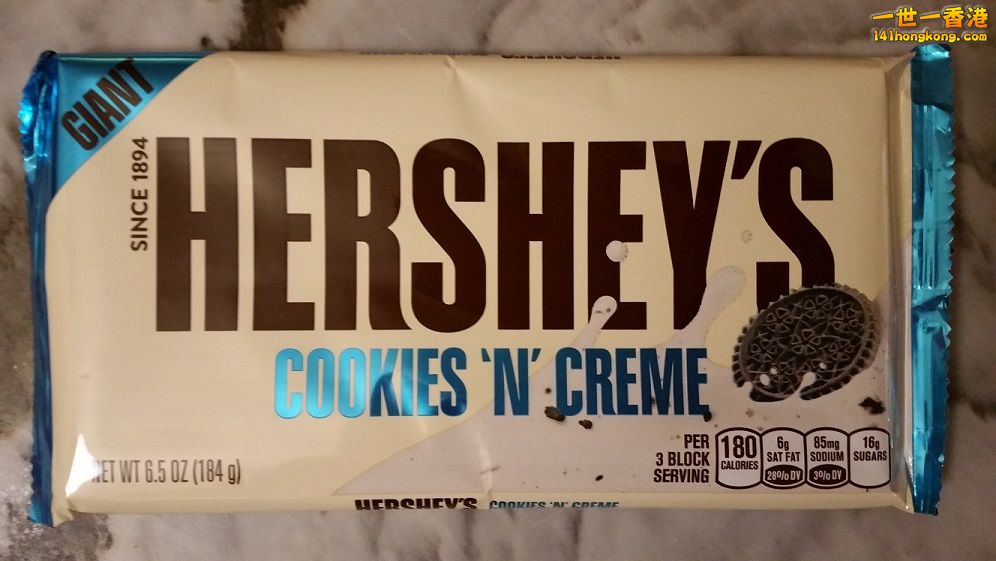 一世一香港
141hongkong.com
GIANT
SINCE 1894
HERSHEY'S
COOKIES 'N' CREME
NET WT 6.5 OZ (184 g)
PER
3 BLOCK
SERVING
180
CALORIES
6g
SAT FAT
28% DV
85mg
SODIUM
3% DV
16g
SUGARS
HERSHEY'S COOKIES 'N' CREME